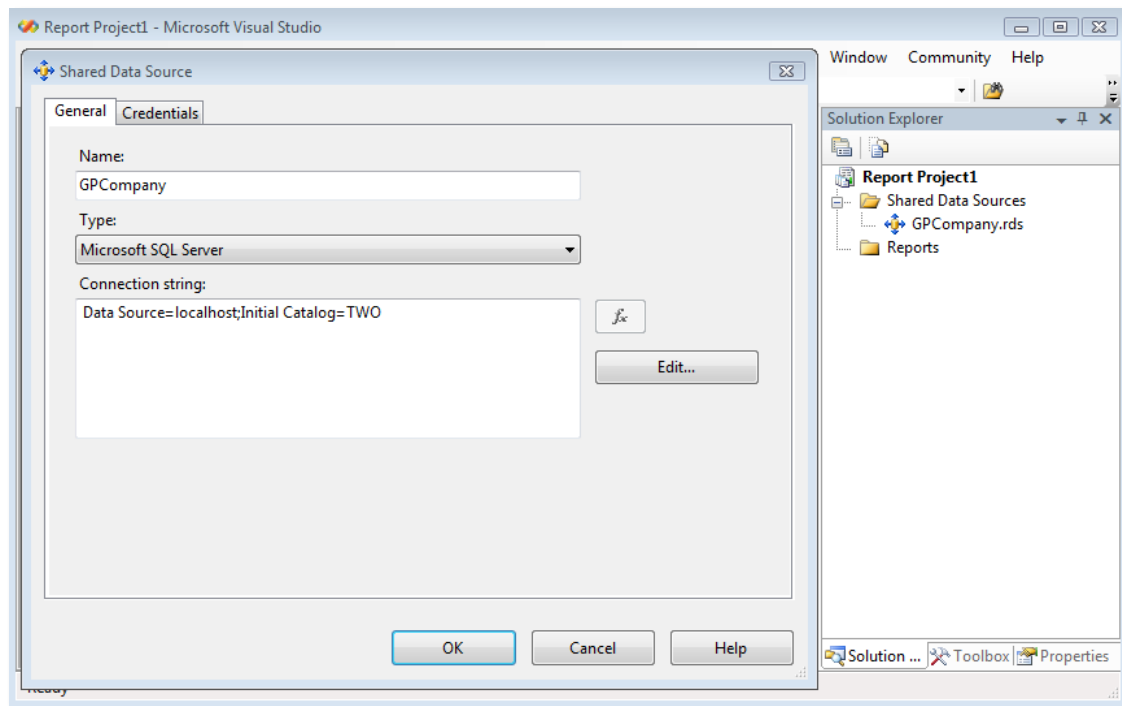 Report Project1 - Microsoft Visual Studio
Window Community Help
Shared Data Source
General Credentials
Name:
GPCompany
Type:
Microsoft SQL Server
Connection string:
Data Source=localhost;Initial Catalog=TWO
fx
Edit...
OK Cancel Help
Solution Explorer
Report Project1
Shared Data Sources
GPCompany.rds
Reports
Solution ... Toolbox Properties
Ready